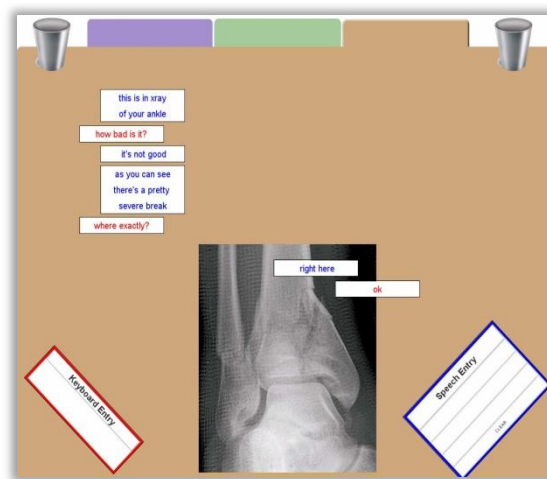 this is in xray
of your ankle
how bad is it?
it's not good
as you can see
there's a pretty
severe break
where exactly?
right here
ok
Keyboard Entry
Speech Entry